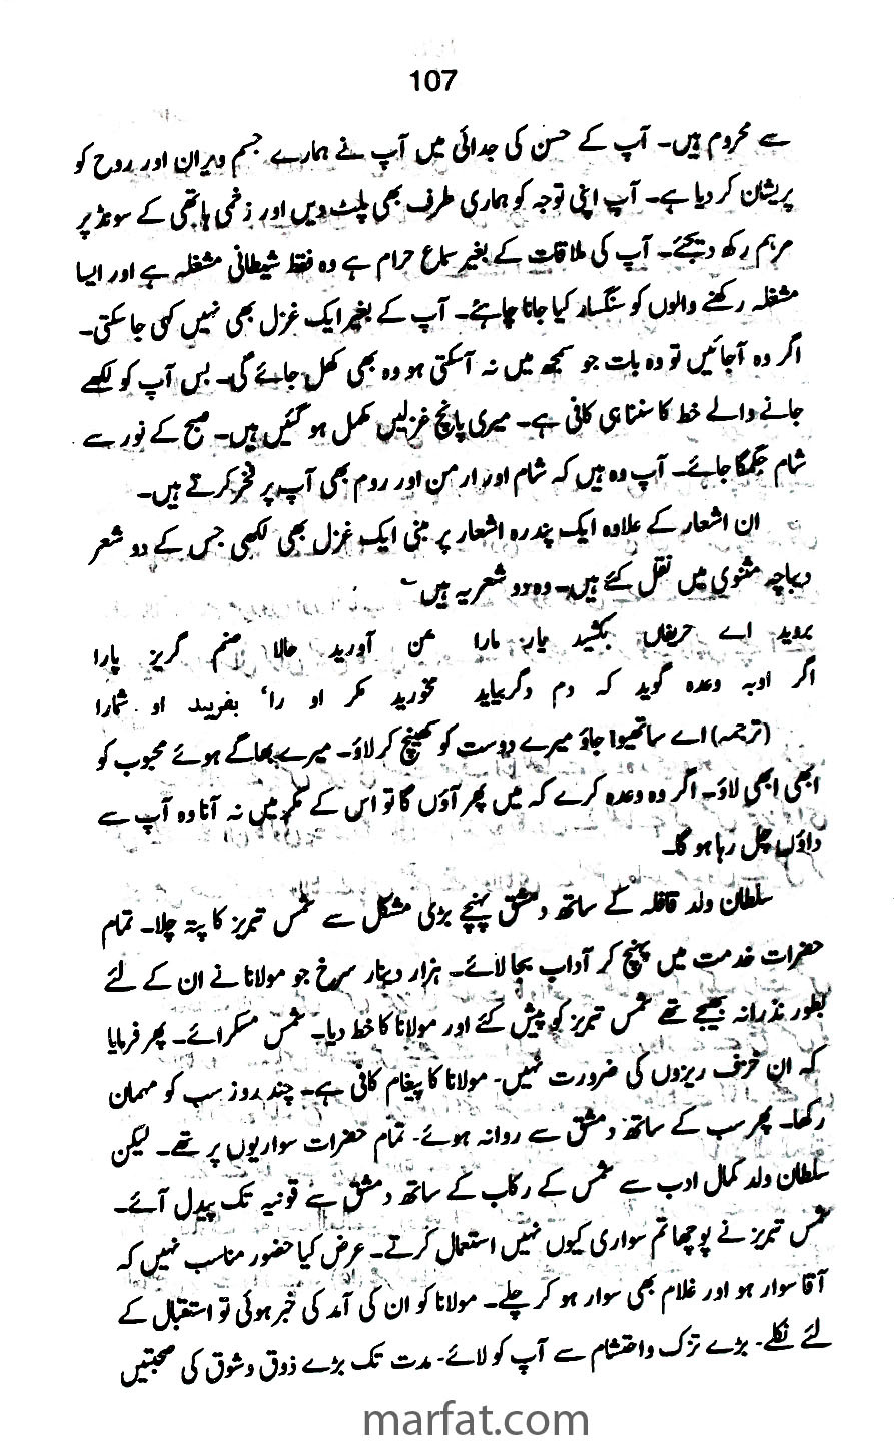 107
سے محروم ہیں۔ آپ کے حسن کی جدائی میں آپ نے ہمارے جسم ویران اور روح کو
پریشان کر دیا ہے۔ آپ اپنی توجہ کو ہماری طرف بھی پلٹ دیں اور زخمی ہاتھی کے سونڈ پر
مرہم رکھ دیجئے۔ آپ کی ملاقات کے بغیر سماع حرام ہے وہ فقط شیطانی مشغلہ ہے اور ایسا
مشغلہ رکھنے والوں کو سنگسار کیا جانا چاہئے۔ آپ کے بغیر ایک غزل بھی نہیں کہی جا سکتی۔
اگر وہ آجائیں تو وہ بات جو سمجھ میں نہ آسکتی ہو وہ بھی کھل جائے گی۔ بس آپ کو لکھے
جانے والے خط کا سننا ہی کافی ہے۔ میری پانچ غزلیں مکمل ہو گئیں ہیں۔ صبح کے نور سے
شام جگمگا جائے۔ آپ وہ ہیں کہ شام اور ارمن اور روم بھی آپ پر فخر کرتے ہیں۔
ان اشعار کے علاوہ ایک پندرہ اشعار پر مبنی ایک غزل بھی لکھی جس کے دو شعر
دیباچہ مثنوی میں نقل کئے ہیں۔ وہ دو شعر یہ ہیں ؎
بروید اے حریفاں بکشید یار مارا بمن آورید حالا صنم گریز پارا
اگر اوبہ وعدہ گوید کہ دم دگر بیاید مخورید مکر او را، بفریبد او شمارا
(ترجمہ) اے ساتھیو! جاؤ میرے دوست کو کھینچ کر لاؤ۔ میرے بھاگے ہوئے محبوب کو
ابھی ابھی لاؤ۔ اگر وہ وعدہ کرے کہ میں پھر آؤں گا تو اس کے مکر میں نہ آنا وہ آپ سے
داؤں چل رہا ہو گا۔
سلطان ولد قافلہ کے ساتھ دمشق پہنچے بڑی مشکل سے شمس تبریز کا پتہ چلا۔ تمام
حضرات خدمت میں پہنچ کر آداب بجا لائے۔ ہزار دینار سرخ جو مولانا نے ان کے لئے
بطور نذرانہ بھیجے تھے شمس تبریز کو پیش کئے اور مولانا کا خط دیا۔ شمس مسکرائے۔ پھر فرمایا
کہ ان خزف ریزوں کی ضرورت نہیں۔ مولانا کا پیغام کافی ہے۔ چند روز سب کو مہمان
رکھا۔ پھر سب کے ساتھ دمشق سے روانہ ہوئے۔ تمام حضرات سواریوں پر تھے۔ لیکن
سلطان ولد کمال ادب سے شمس کے رکاب کے ساتھ دمشق سے قونیہ تک پیدل آئے۔
شمس تبریز نے پوچھا تم سواری کیوں نہیں استعمال کرتے۔ عرض کیا حضور مناسب نہیں کہ
آقا سوار ہو اور غلام بھی سوار ہو کر چلے۔ مولانا کو ان کی آمد کی خبر ہوئی تو استقبال کے
لئے نکلے۔ بڑے تزک و احتشام سے آپ کو لائے۔ مدت تک بڑے ذوق و شوق کی صحبتیں
marfat.com